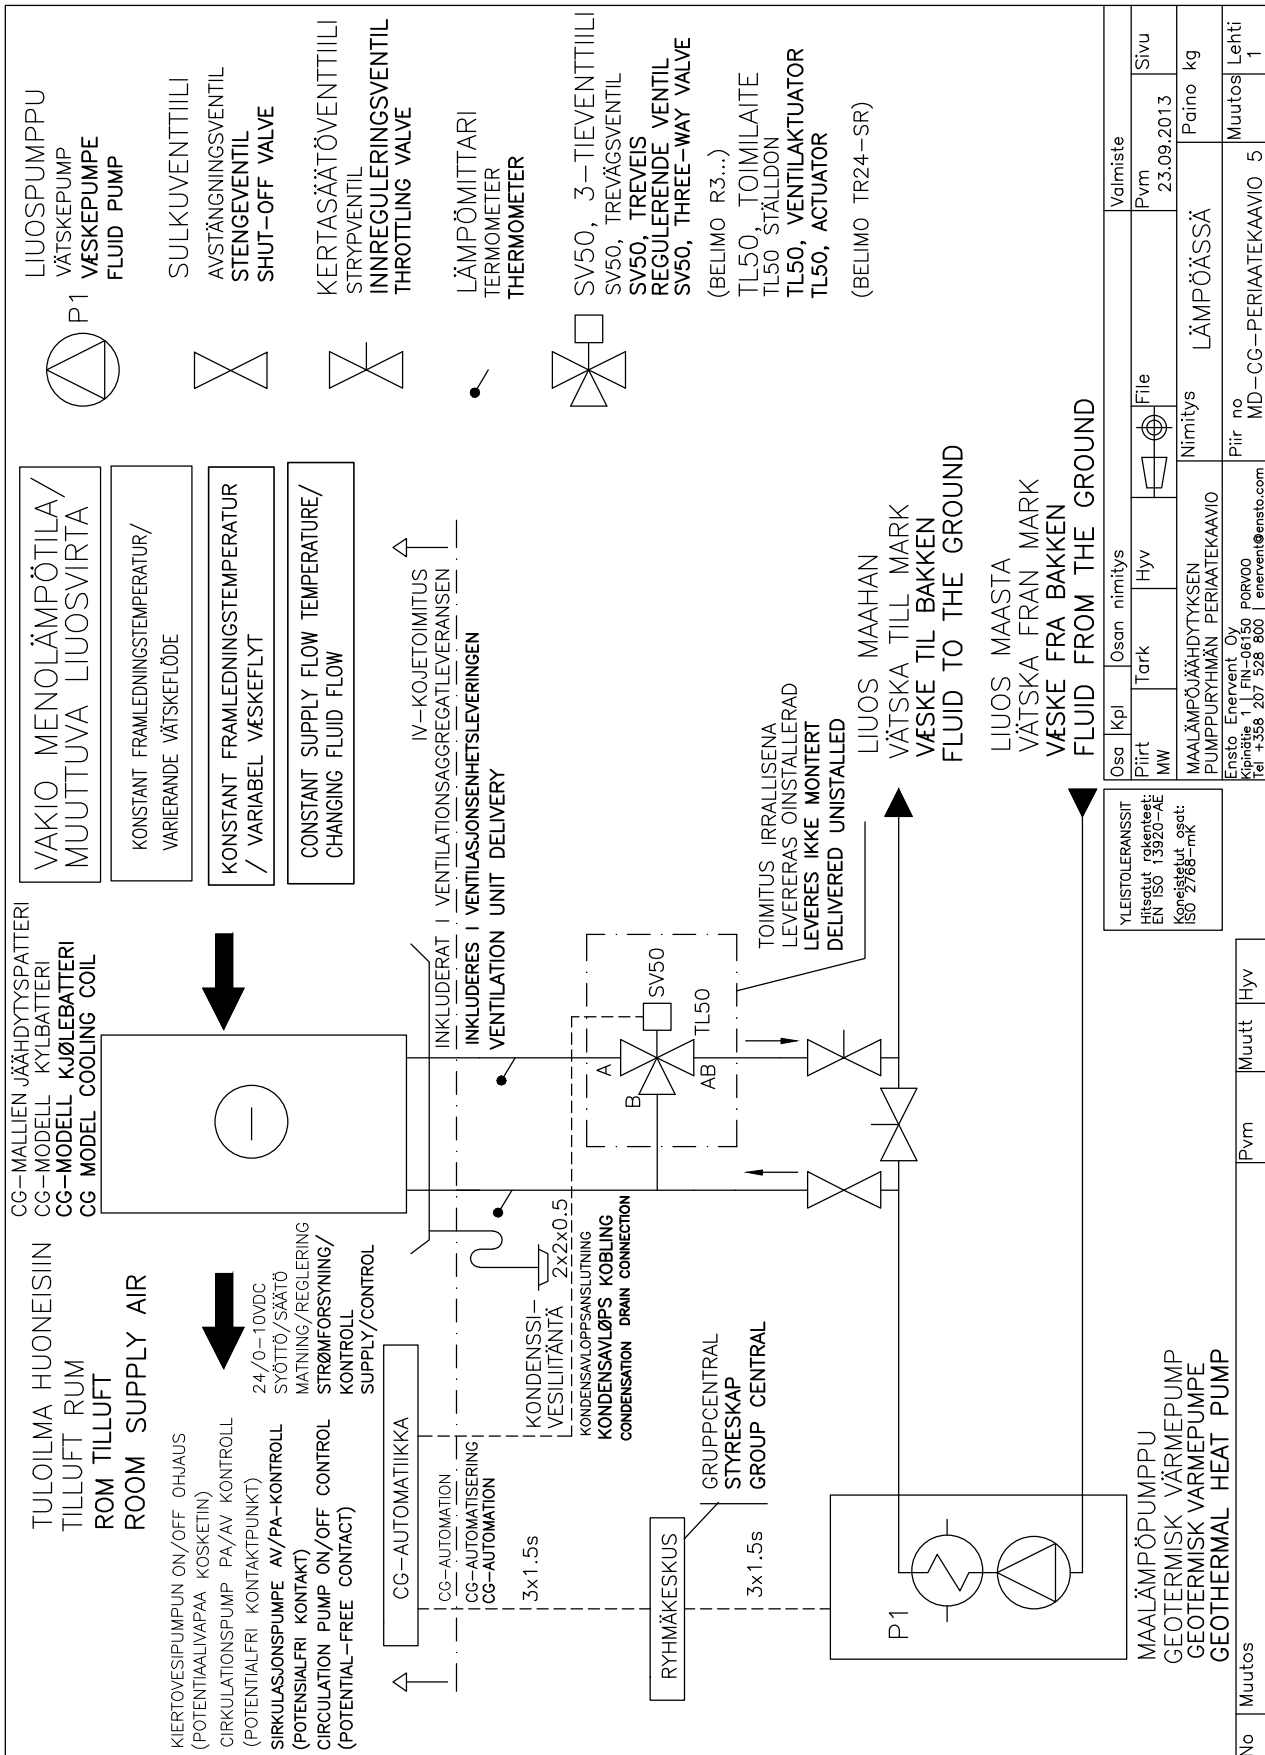 TULOILMA HUONEISIIN
TILLUFT RUM
ROM TILLUFT
ROOM SUPPLY AIR
CG-MALLIEN JÄÄHDYTYSPATTERI
CG-MODELL KYLBATTERI
CG-MODELL KJØLEBATTERI
CG MODEL COOLING COIL
VAKIO MENOLÄMPÖTILA/
MUUTTUVA LIUOSVIRTA
KONSTANT FRAMLEDNINGSTEMPERATUR/
VARIERANDE VÄTSKEFLÖDE
KONSTANT FRAMLEDNINGSTEMPERATUR
/ VARIABEL VÆSKEFLYT
CONSTANT SUPPLY FLOW TEMPERATURE/
CHANGING FLUID FLOW
P1
LIUOSPUMPPU
VÄTSKEPUMP
VÆSKEPUMPE
FLUID PUMP
SULKUVENTTIILI
AVSTÄNGNINGSVENTIL
STENGEVENTIL
SHUT-OFF VALVE
KERTASÄÄTÖVENTTIILI
STRYPVENTIL
INNREGULERINGSVENTIL
THROTTLING VALVE
LÄMPÖMITTARI
TERMOMETER
THERMOMETER
SV50, 3-TIEVENTTIILI
SV50, TREVÄGSVENTIL
SV50, TREVEIS
REGULERENDE VENTIL
SV50, THREE-WAY VALVE
(BELIMO R3...)
TL50, TOIMILAITE
TL50 STÄLLDON
TL50, VENTILAKTUATOR
TL50, ACTUATOR
(BELIMO TR24-SR)
KIERTOVESIPUMPUN ON/OFF OHJAUS
(POTENTIAALIVAPAA KOSKETIN)
CIRKULATIONSPUMP PA/AV KONTROLL
(POTENTIALFRI KONTAKTPUNKT)
SIRKULASJONSPUMPE AV/PA-KONTROLL
(POTENSIALFRI KONTAKT)
CIRCULATION PUMP ON/OFF CONTROL
(POTENTIAL-FREE CONTACT)
24/0-10VDC
SYÖTTÖ/SÄÄTÖ
MATNING/REGLERING
STRØMFORSYNING/
KONTROLL
SUPPLY/CONTROL
CG-AUTOMATIIKKA
CG-AUTOMATION
CG-AUTOMATISERING
CG-AUTOMATION
3x1.5s
IV-KOJETOIMITUS
INKLUDERAT I VENTILATIONSAGGREGATLEVERANSEN
INKLUDERES I VENTILASJONSENHETSLEVERINGEN
VENTILATION UNIT DELIVERY
KONDENSSI-
VESILIITÄNTÄ
2x2x0.5
KONDENSAVLOPPSANSLUTNING
KONDENSAVLØPS KOBLING
CONDENSATION DRAIN CONNECTION
A
B
AB
SV50
TL50
TOIMITUS IRRALLISENA
LEVERERAS OINSTALLERAD
LEVERES IKKE MONTERT
DELIVERED UNISTALLED
RYHMÄKESKUS
GRUPPCENTRAL
STYRESKAP
GROUP CENTRAL
3x1.5s
P1
LIUOS MAAHAN
VÄTSKA TILL MARK
VÆSKE TIL BAKKEN
FLUID TO THE GROUND
LIUOS MAASTA
VÄTSKA FRAN MARK
VÆSKE FRA BAKKEN
FLUID FROM THE GROUND
MAALÄMPÖPUMPPU
GEOTERMISK VÄRMEPUMP
GEOTERMISK VARMEPUMPE
GEOTHERMAL HEAT PUMP
YLEISTOLERANSSIT
Hitsatut rakenteet:
EN ISO 13920-AE
Koneistetut osat:
ISO 2768-mK
Osa Kpl Osan nimitys Valmiste
Piirt Tark Hyv File Pvm Sivu
MW 23.09.2013
MAALÄMPÖJÄÄHDYTYKSEN
PUMPPURYHMÄN PERIAATEKAAVIO
Nimitys
LÄMPÖÄSSÄ
Paino kg
Ensto Enervent Oy
Kipinätie 1 FIN-06150 PORVOO
Tel +358 207 528 800 | enervent@ensto.com
Piir no
MD-CG-PERIAATEKAAVIO 5
Muutos Lehti
1
No Muutos Pvm Muutt Hyv